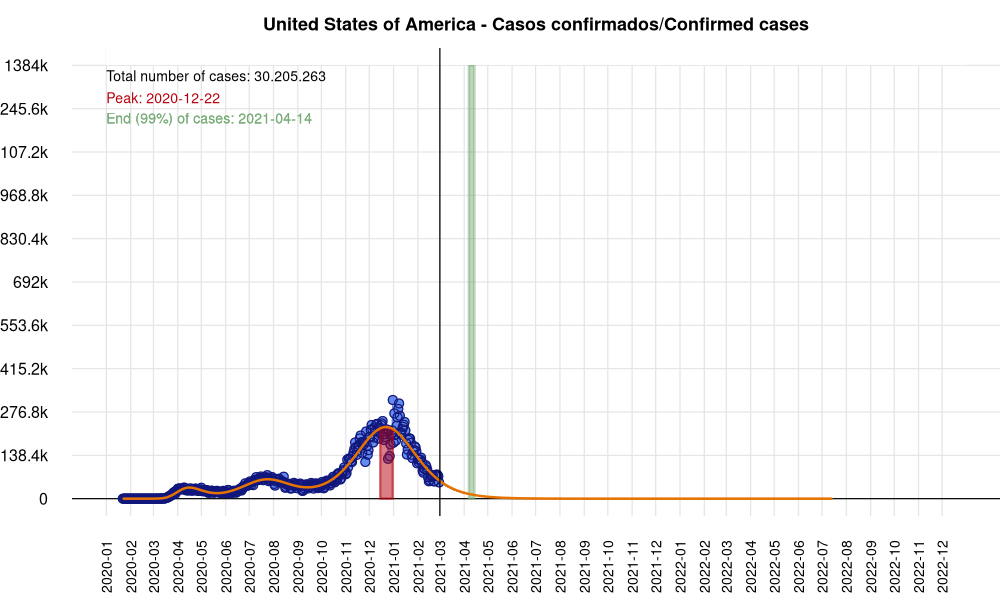 United States of America - Casos confirmados/Confirmed cases
Total number of cases: 30.205.263
Peak: 2020-12-22
End (99%) of cases: 2021-04-14
1384k
245.6k
107.2k
968.8k
830.4k
692k
553.6k
415.2k
276.8k
138.4k
0
2020-01
2020-02
2020-03
2020-04
2020-05
2020-06
2020-07
2020-08
2020-09
2020-10
2020-11
2020-12
2021-01
2021-03
2021-04
2021-05
2021-06
2021-07
2021-08
2021-09
2021-10
2021-11
2021-12
2022-01
2022-02
2022-03
2022-04
2022-05
2022-06
2022-07
2022-08
2022-09
2022-10
2022-11
2022-12